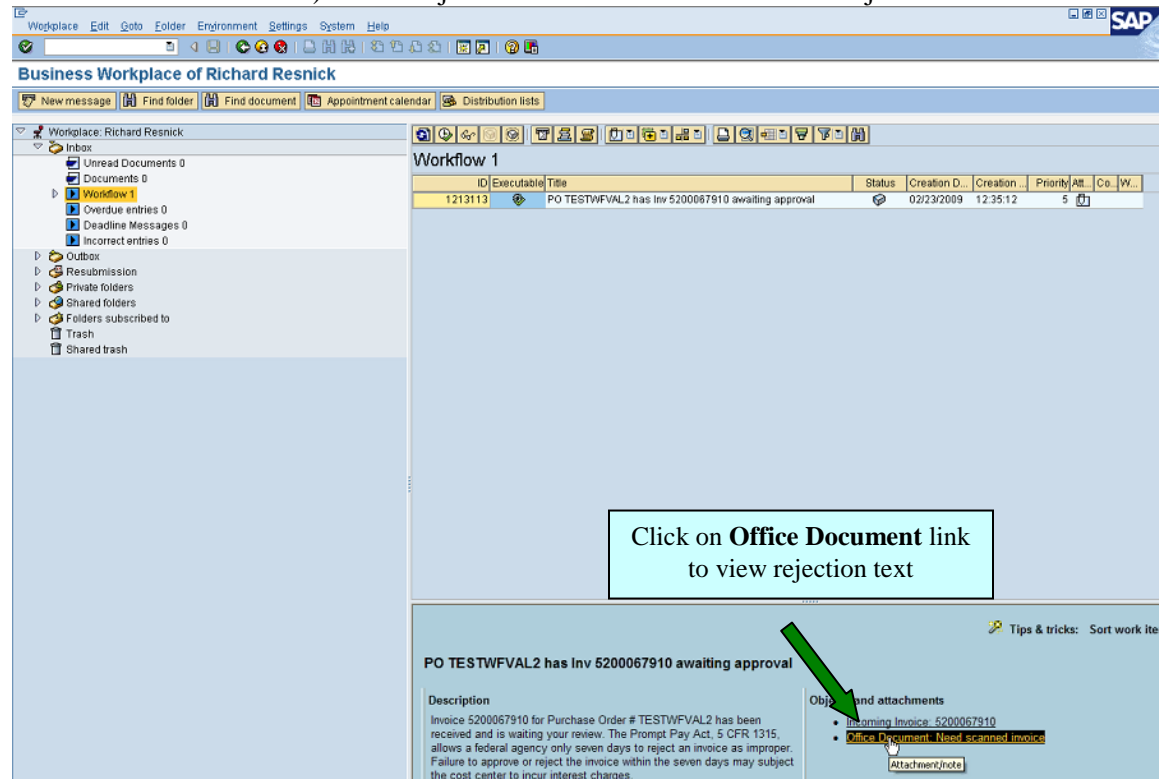 Workplace Edit Goto Folder Environment Settings System Help
SAP
Business Workplace of Richard Resnick
New message Find folder Find document Appointment calendar Distribution lists
Workplace: Richard Resnick
Inbox
Unread Documents 0
Documents 0
Workflow 1
Overdue entries 0
Deadline Messages 0
Incorrect entries 0
Outbox
Resubmission
Private folders
Shared folders
Folders subscribed to
Trash
Shared trash
Workflow 1
ID Executable Title Status Creation D... Creation ... Priority Att... Co... W...
1213113 PO TESTWFVAL2 has Inv 5200067910 awaiting approval 02/23/2009 12:35:12 5
Click on Office Document link
to view rejection text
Tips & tricks: Sort work ite
PO TESTWFVAL2 has Inv 5200067910 awaiting approval
Description
Invoice 5200067910 for Purchase Order # TESTWFVAL2 has been
received and is waiting your review. The Prompt Pay Act, 5 CFR 1315,
allows a federal agency only seven days to reject an invoice as improper.
Failure to approve or reject the invoice within the seven days may subject
the cost center to incur interest charges.
and attachments
Incoming Invoice: 5200067910
Office Document: Need scanned invoice
Attachment/note